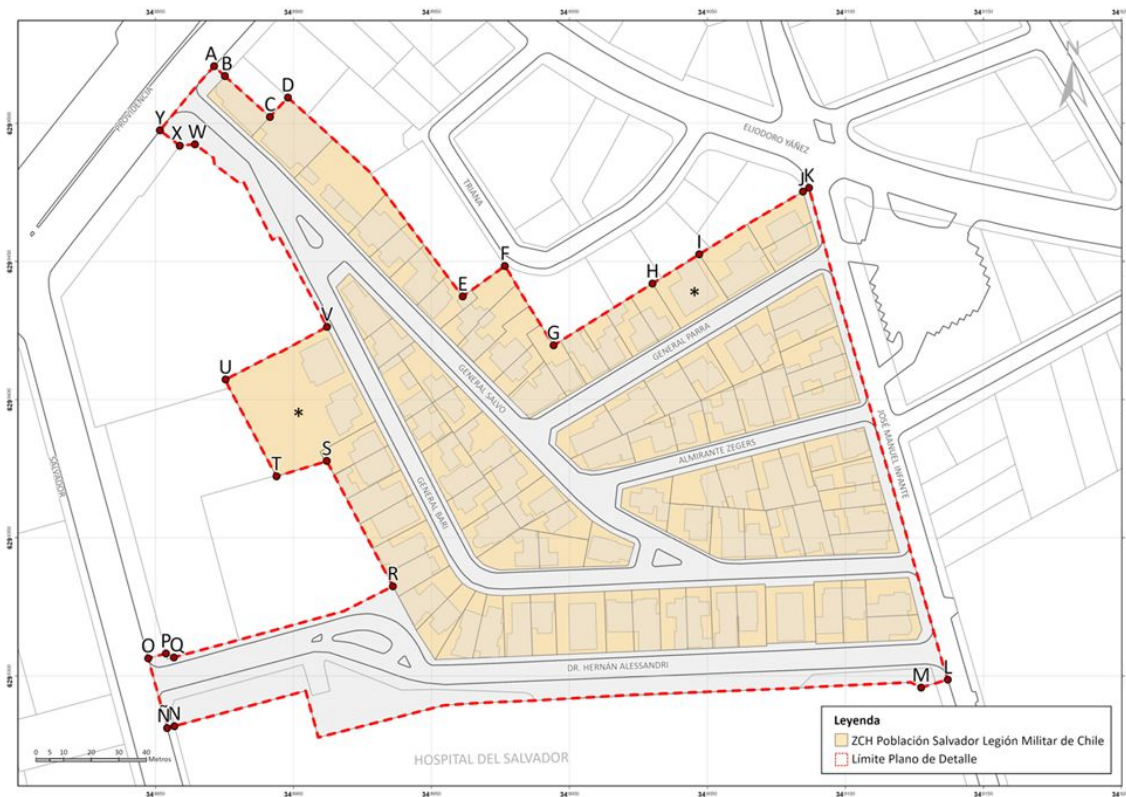 A
B
C
D
PROVIDENCIA
Y
X
W
N
ELIODORO YÁÑEZ
TRIANA
J
K
F
I
E
H
*
G
V
GENERAL PARRA
U
GENERAL SALVO
*
ALMIRANTE ZEGERS
JOSÉ MANUEL INFANTE
S
T
SALVADOR
GENERAL BARI
R
O
P
Q
DR. HERNÁN ALESSANDRI
L
M
Ñ
N
0 5 10 20 30 40
Metros
HOSPITAL DEL SALVADOR
Leyenda
ZCH Población Salvador Legión Militar de Chile
Límite Plano de Detalle